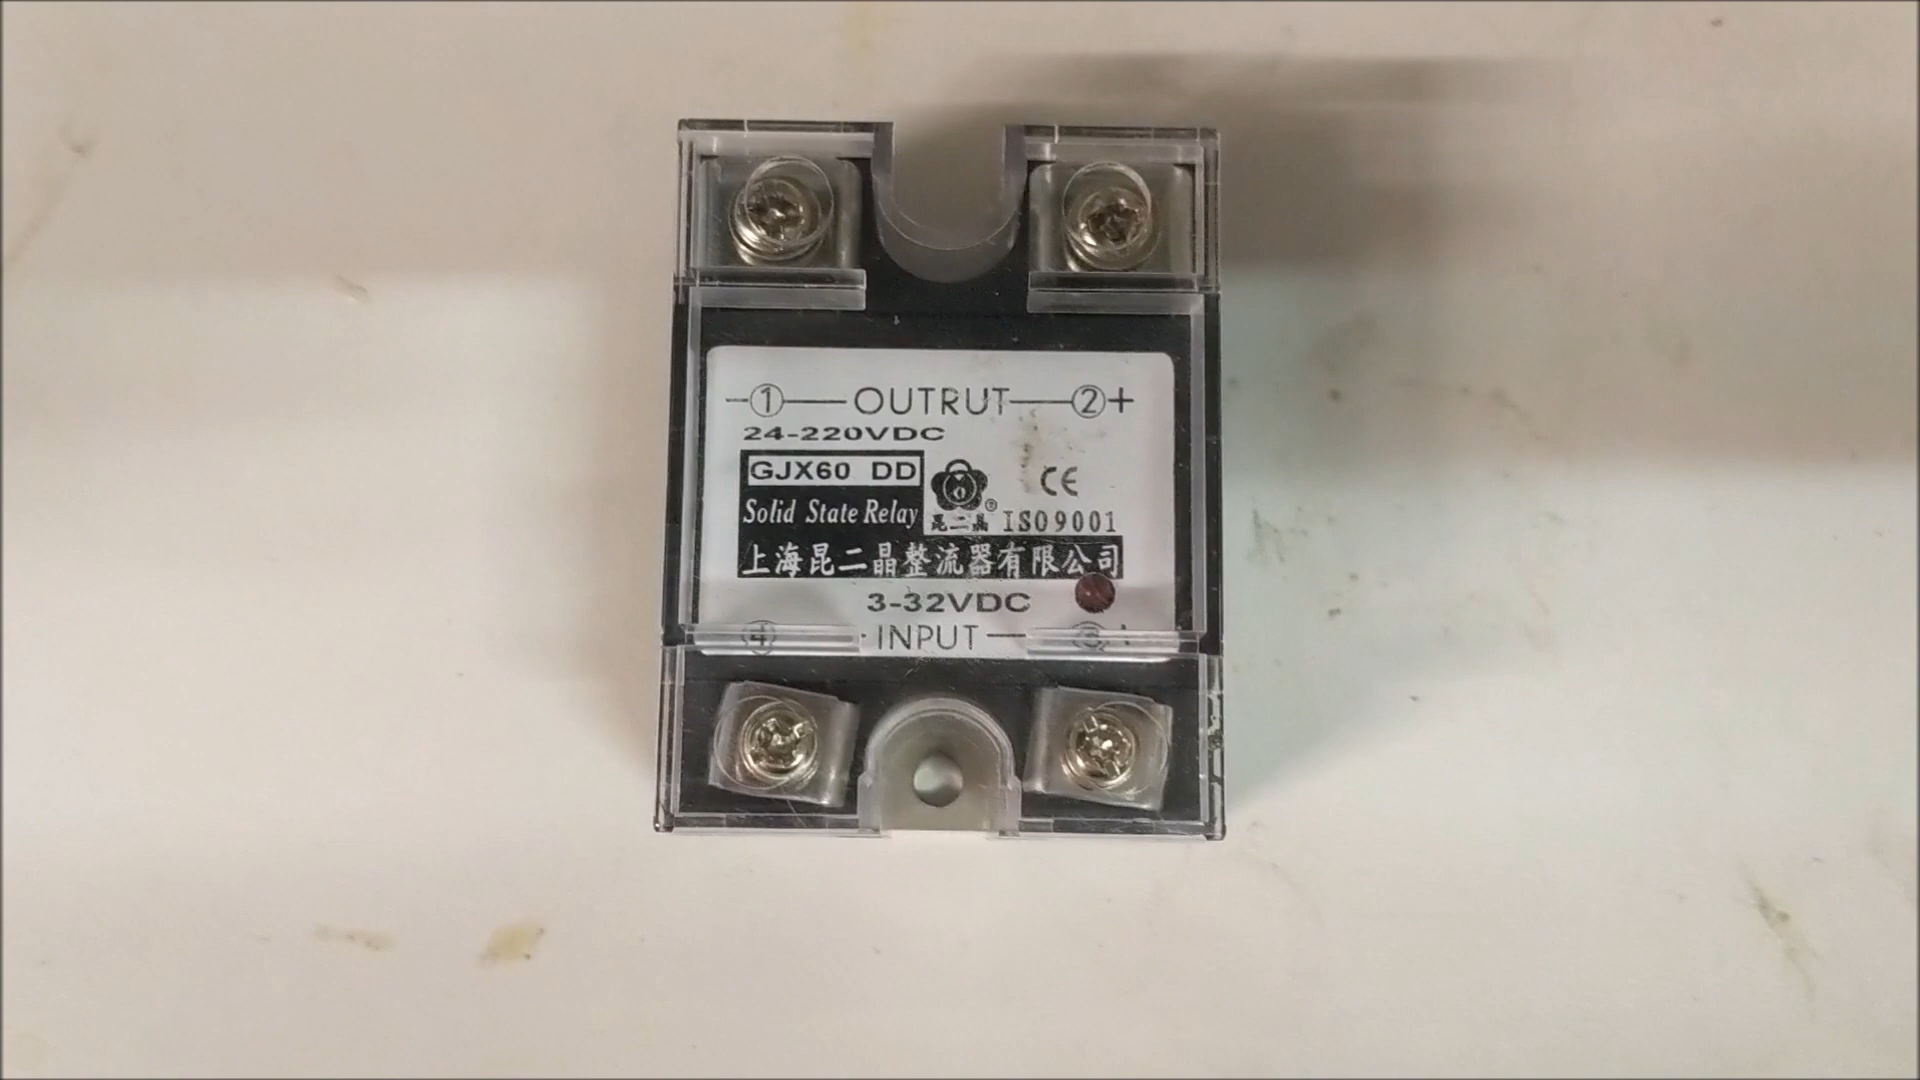 -①—OUTRUT—②+
24-220VDC
GJX60 DD
CE
Solid State Relay
昆二晶® ISO9001
上海昆二晶整流器有限公司
3-32VDC
④ INPUT — ③+